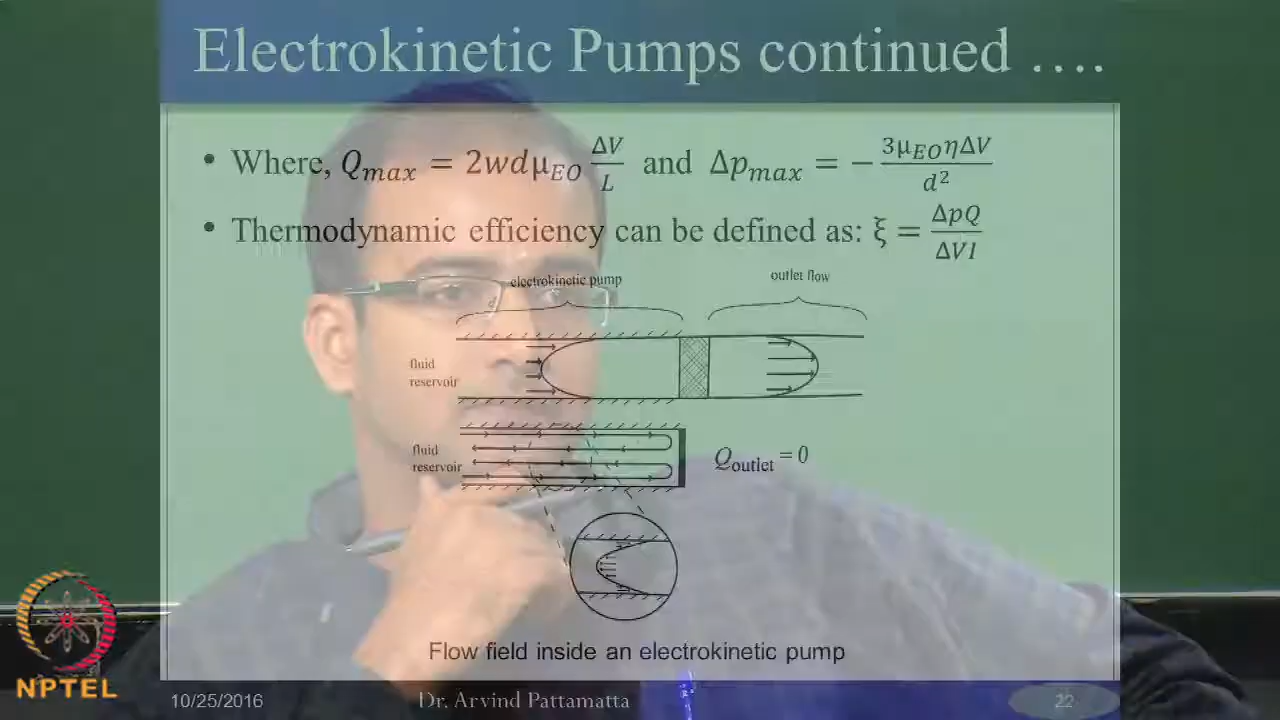 Electrokinetic Pumps continued ….
• Where, Q_max = 2wdμ_EO ΔV/L and Δp_max = − 3μ_EOηΔV/d²
• Thermodynamic efficiency can be defined as: ξ = ΔpQ/ΔVI
electrokinetic pump
outlet flow
fluid
reservoir
fluid
reservoir
Q_outlet = 0
Flow field inside an electrokinetic pump
NPTEL
10/25/2016
Dr. Arvind Pattamatta
22